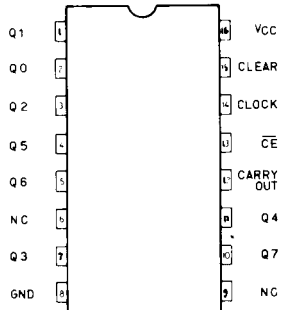 Q1 1 16 VCC
Q0 2 15 CLEAR
Q2 3 14 CLOCK
Q5 4 13 C̅E̅
Q6 5 12 CARRY OUT
NC 6 11 Q4
Q3 7 10 Q7
GND 8 9 NC